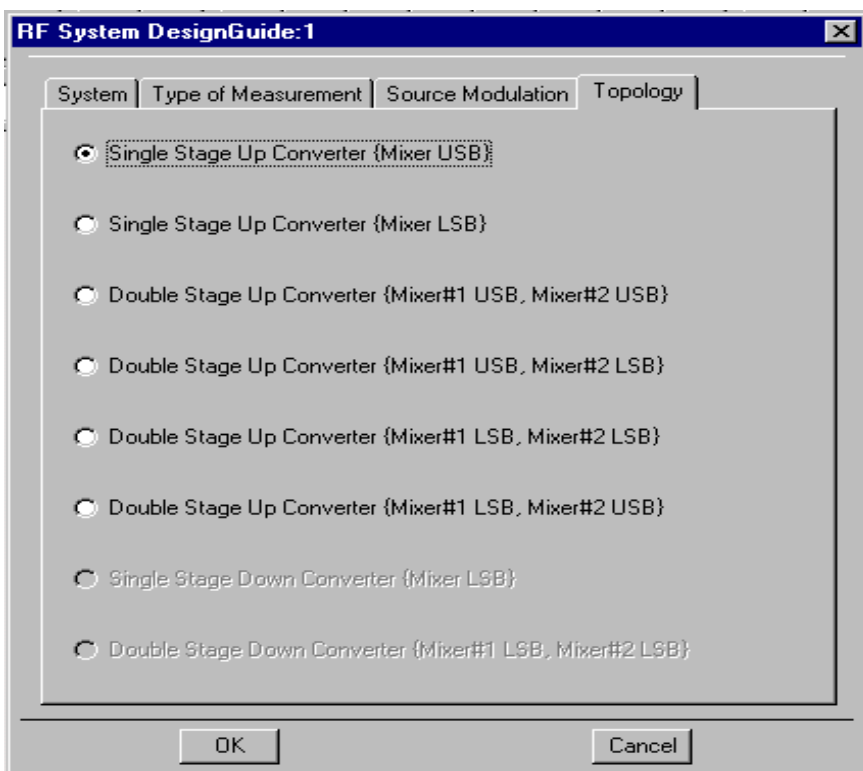 RF System DesignGuide:1
System
Type of Measurement
Source Modulation
Topology
Single Stage Up Converter {Mixer USB}
Single Stage Up Converter {Mixer LSB}
Double Stage Up Converter {Mixer#1 USB, Mixer#2 USB}
Double Stage Up Converter {Mixer#1 USB, Mixer#2 LSB}
Double Stage Up Converter {Mixer#1 LSB, Mixer#2 LSB}
Double Stage Up Converter {Mixer#1 LSB, Mixer#2 USB}
Single Stage Down Converter {Mixer LSB}
Double Stage Down Converter {Mixer#1 LSB, Mixer#2 LSB}
OK
Cancel